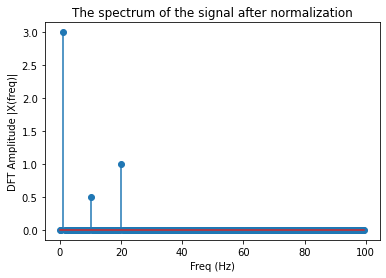 The spectrum of the signal after normalization
3.0
2.5
2.0
1.5
1.0
0.5
0.0
DFT Amplitude |X(freq)|
0 20 40 60 80 100
Freq (Hz)